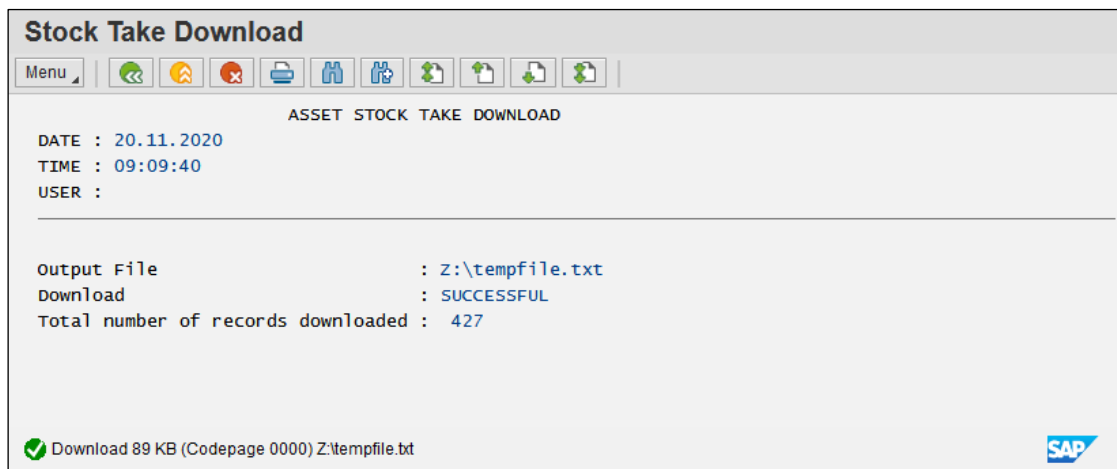 Stock Take Download
Menu
ASSET STOCK TAKE DOWNLOAD
DATE : 20.11.2020
TIME : 09:09:40
USER :
Output File : Z:\tempfile.txt
Download : SUCCESSFUL
Total number of records downloaded : 427
Download 89 KB (Codepage 0000) Z:\tempfile.txt
SAP